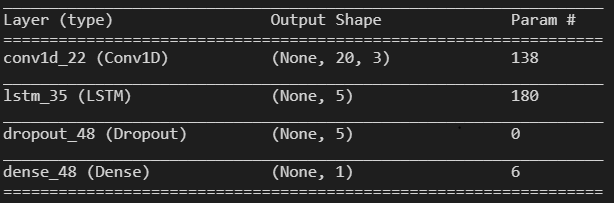 Layer (type) Output Shape Param #
conv1d_22 (Conv1D) (None, 20, 3) 138
lstm_35 (LSTM) (None, 5) 180
dropout_48 (Dropout) (None, 5) 0
dense_48 (Dense) (None, 1) 6